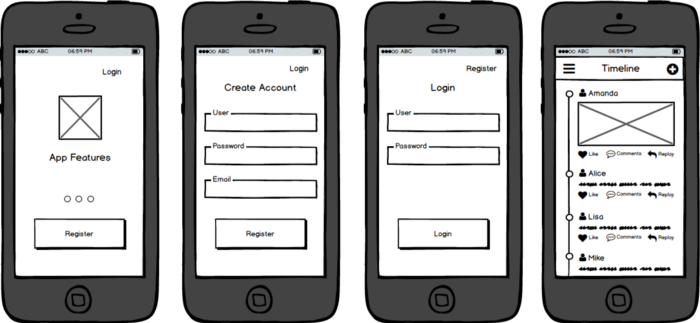 ABC 06:59 PM
Login
App Features
Register
ABC 06:59 PM
Login
Create Account
User
Password
Email
Register
ABC 06:59 PM
Register
Login
User
Password
Login
ABC 06:59 PM
Timeline
Amanda
Like Comments Replay
Alice
Like Comments Replay
Lisa
Like Comments Replay
Mike